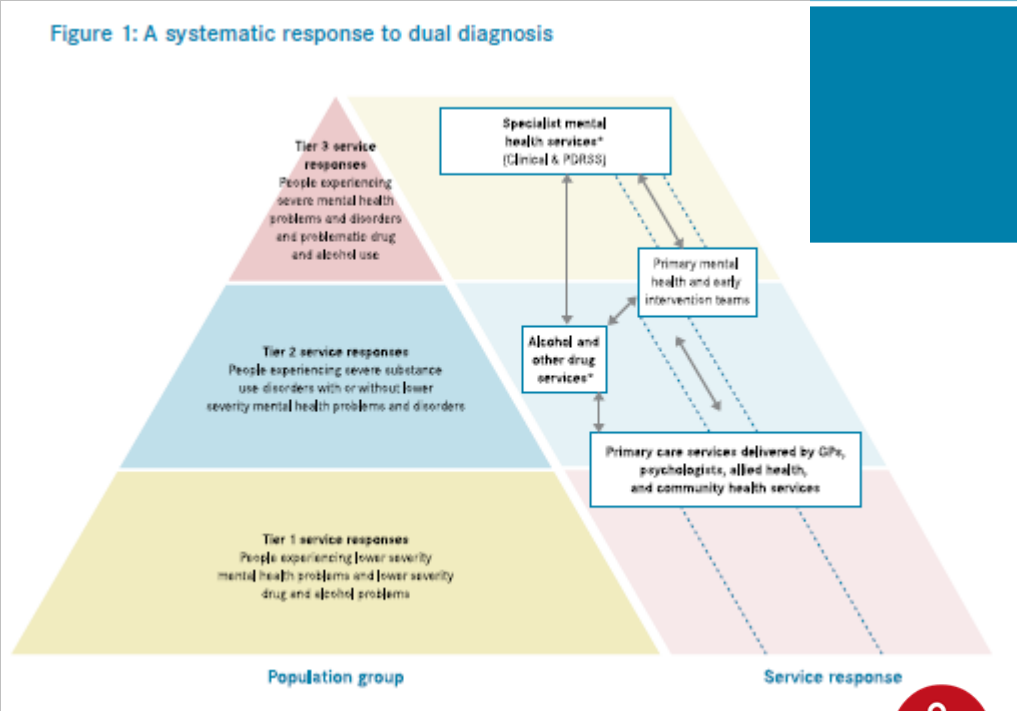 Figure 1: A systematic response to dual diagnosis
Tier 3 service
responses
People experiencing
severe mental health
problems and disorders
and problematic drug
and alcohol use
Tier 2 service responses
People experiencing severe substance
use disorders with or without lower
severity mental health problems and disorders
Tier 1 service responses
People experiencing lower severity
mental health problems and lower severity
drug and alcohol problems
Population group
Specialist mental
health services*
(Clinical & PDRSS)
Primary mental
health and early
intervention teams
Alcohol and
other drug
services*
Primary care services delivered by GPs,
psychologists, allied health,
and community health services
Service response